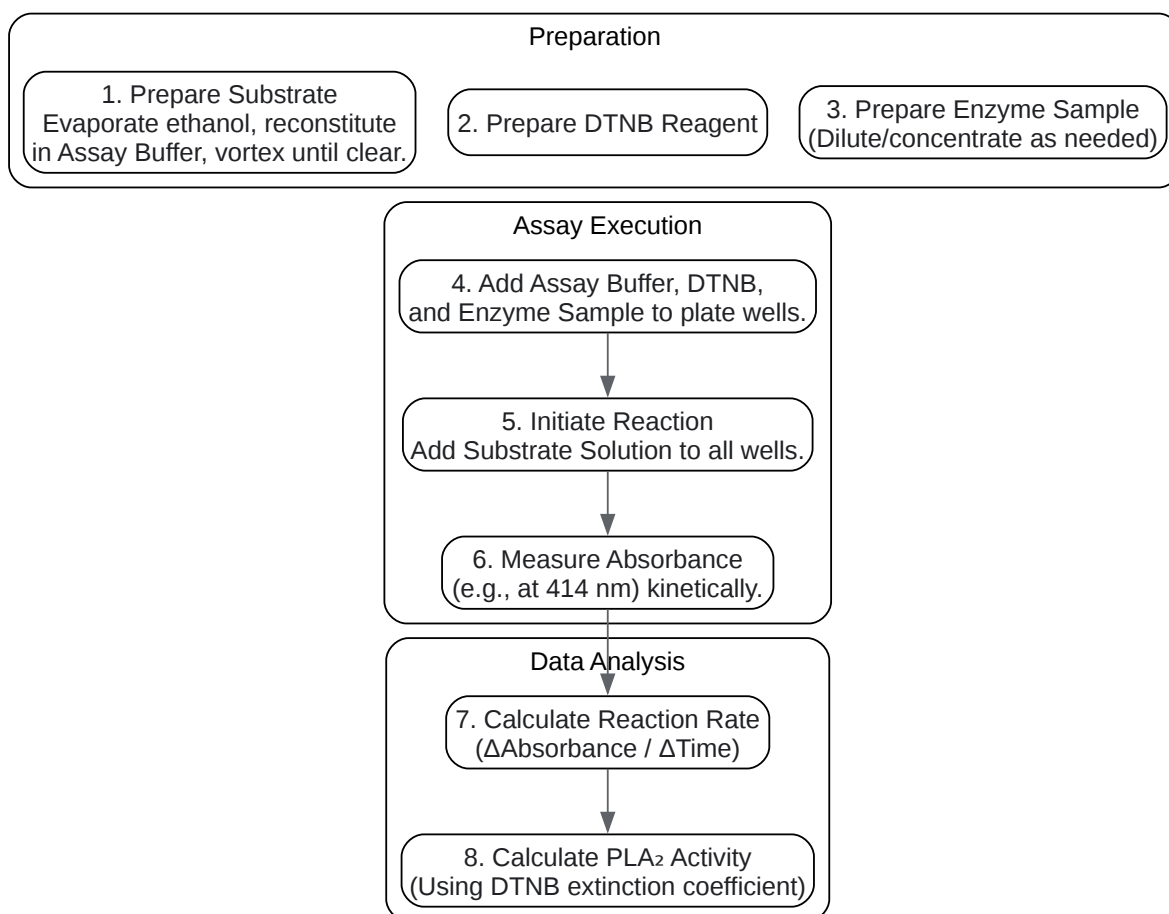 Preparation
1. Prepare Substrate
Evaporate ethanol, reconstitute
in Assay Buffer, vortex until clear.
2. Prepare DTNB Reagent
3. Prepare Enzyme Sample
(Dilute/concentrate as needed)
Assay Execution
4. Add Assay Buffer, DTNB,
and Enzyme Sample to plate wells.
5. Initiate Reaction
Add Substrate Solution to all wells.
6. Measure Absorbance
(e.g., at 414 nm) kinetically.
Data Analysis
7. Calculate Reaction Rate
(ΔAbsorbance / ΔTime)
8. Calculate PLA₂ Activity
(Using DTNB extinction coefficient)